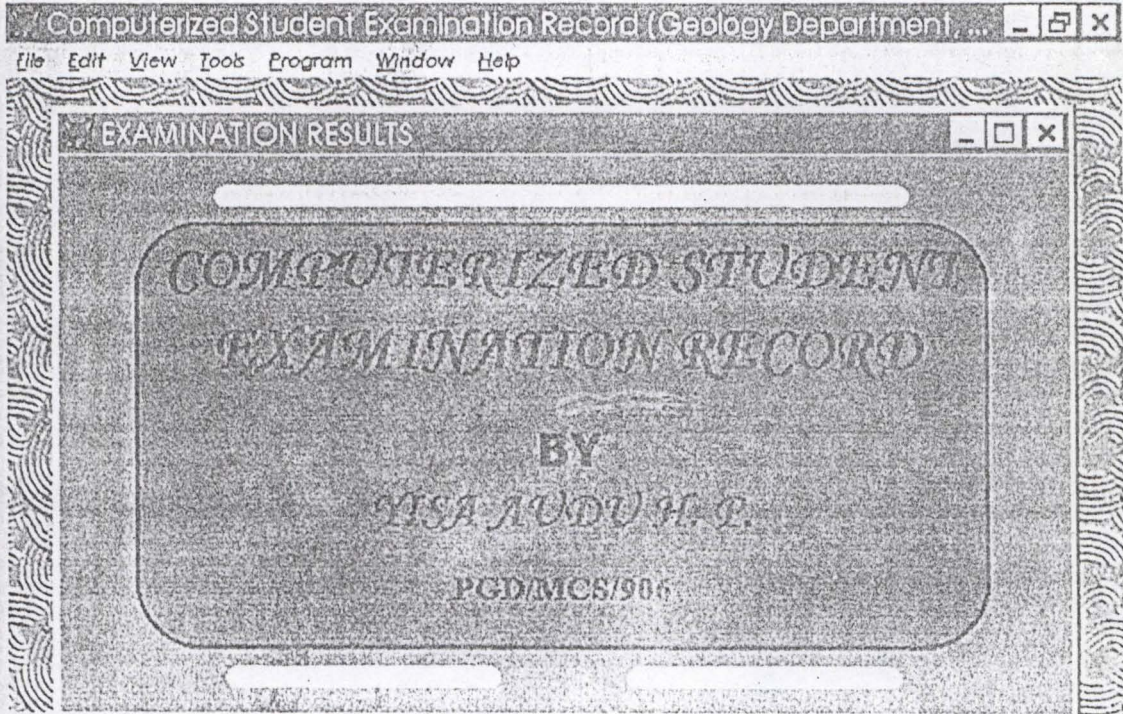 Computerized Student Examination Record (Geology Department, ...
File Edit View Tools Program Window Help
EXAMINATION RESULTS
COMPUTERIZED STUDENT
EXAMINATION RECORD
BY
YISA AUDU H. P.
PGD/MCS/906